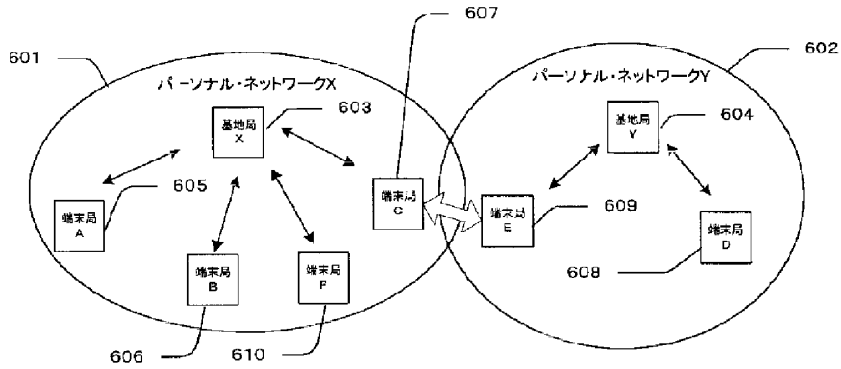 607
601
602
パーソナル・ネットワークX
パーソナル・ネットワークY
基地局
X
603
基地局
Y
604
端末局
A
605
端末局
C
端末局
E
609
端末局
D
608
端末局
B
端末局
F
606
610